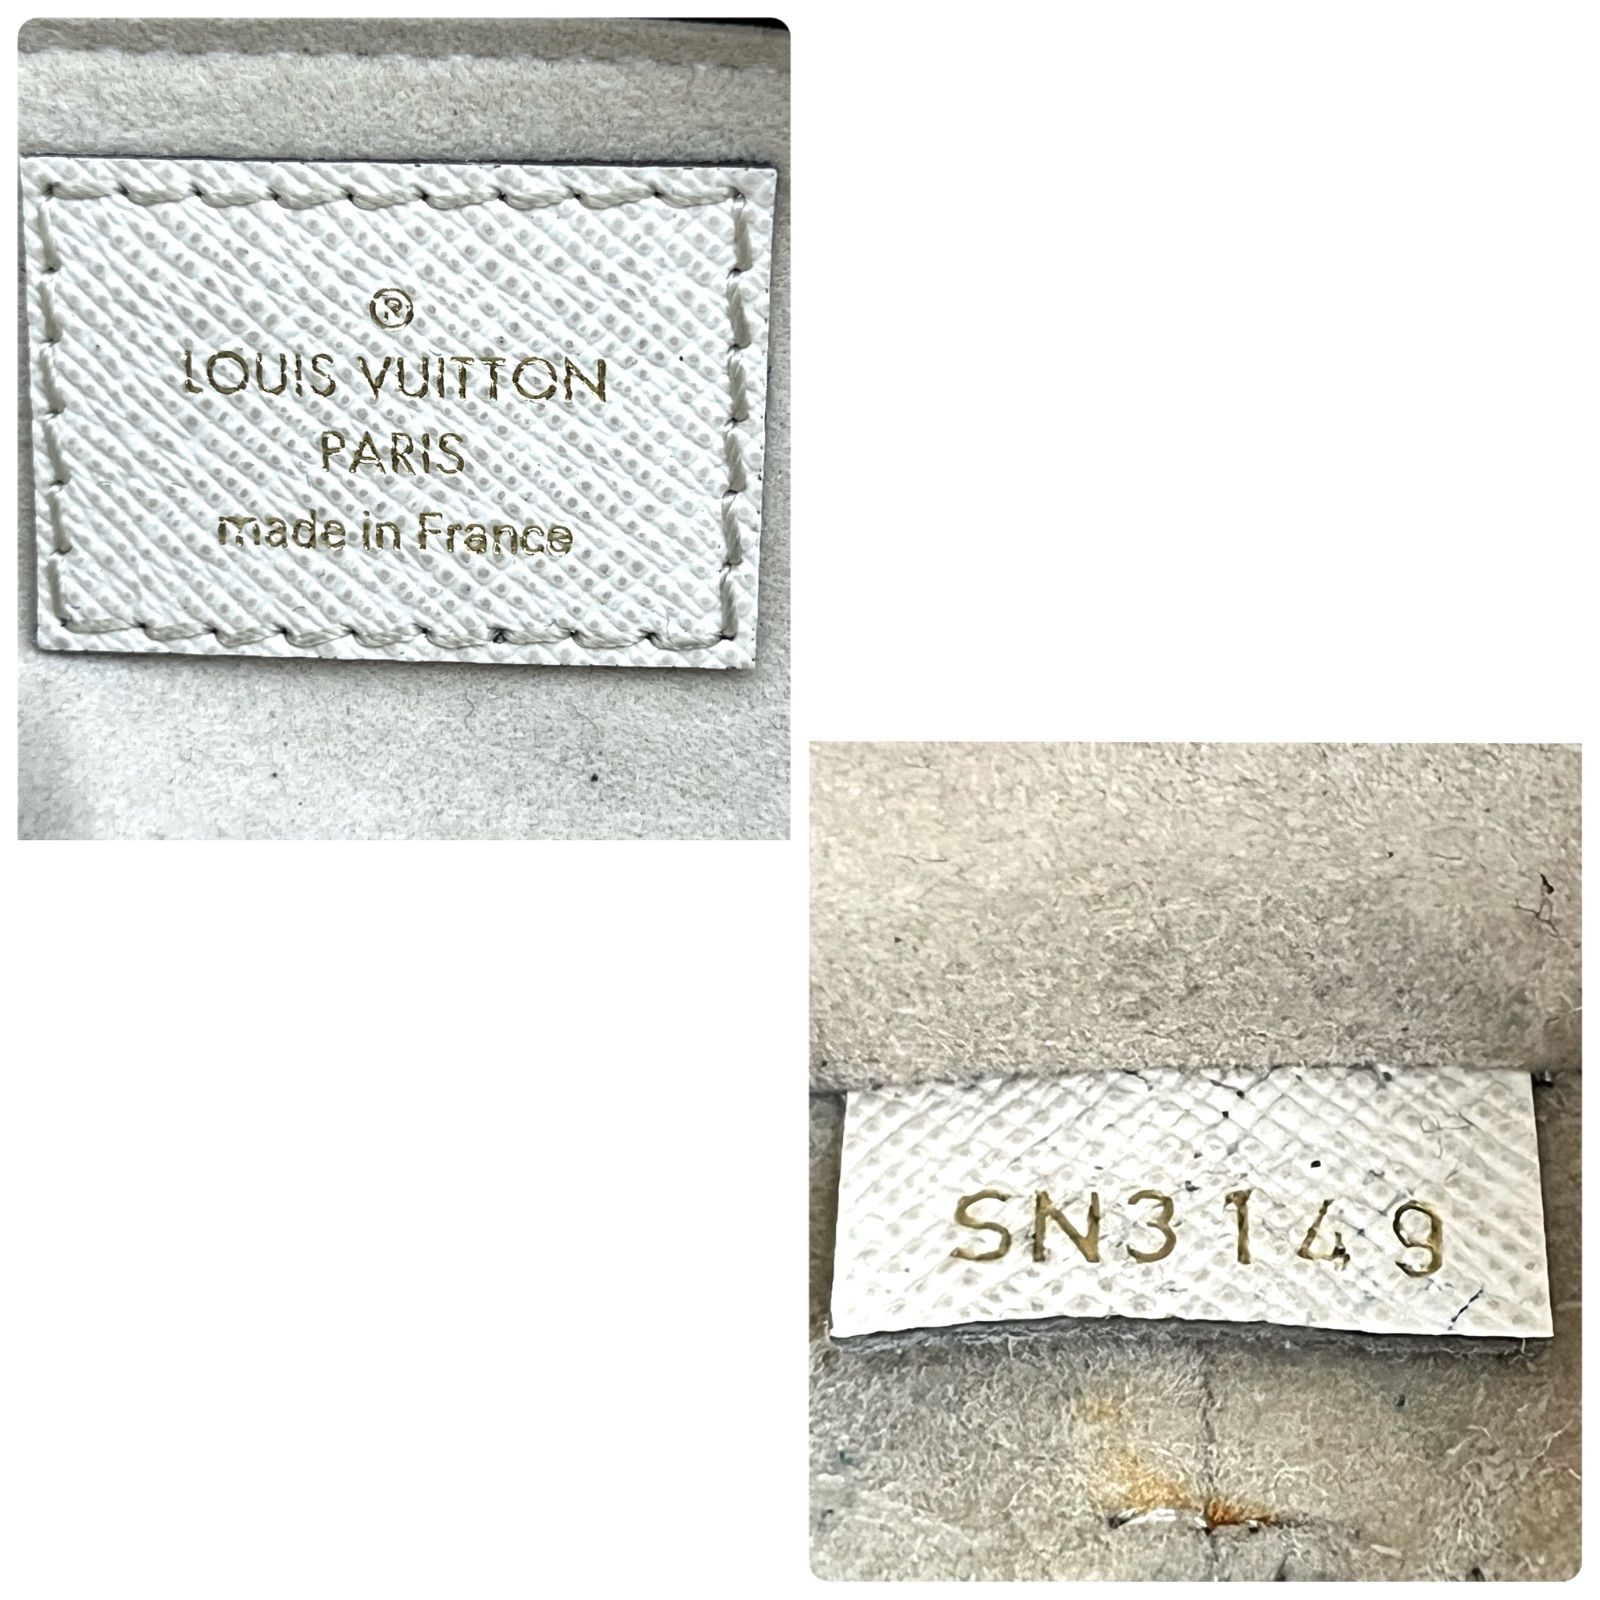 ®
LOUIS VUITTON
PARIS
made in France
SN3149